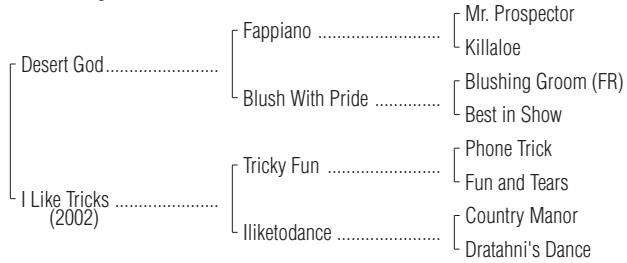 Mr. Prospector
Fappiano ........................
Killaloe
Desert God......................
Blushing Groom (FR)
Blush With Pride ...............
Best in Show
Phone Trick
Tricky Fun ......................
Fun and Tears
I Like Tricks ....................
(2002)
Country Manor
Iliketodance ....................
Dratahni's Dance